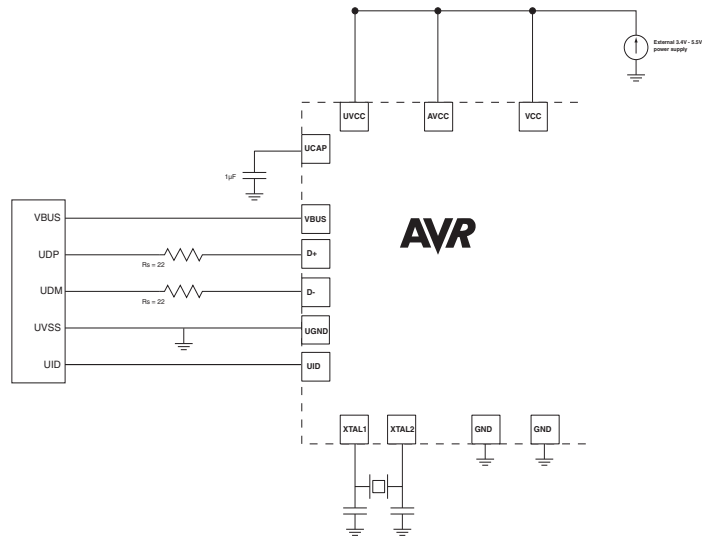 External 3.4V - 5.5V
power supply
UVCC
AVCC
VCC
UCAP
1µF
VBUS
VBUS
AVR
UDP
Rs = 22
D+
UDM
Rs = 22
D-
UVSS
UGND
UID
UID
XTAL1
XTAL2
GND
GND